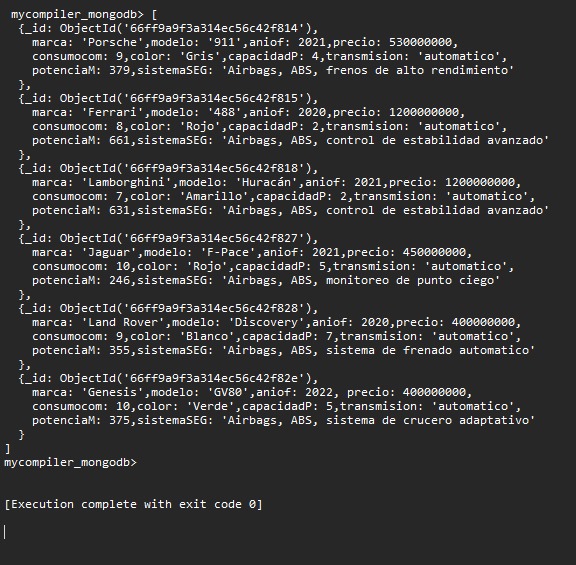 mycompiler_mongodb> [
{_id: ObjectId('66ff9a9f3a314ec56c42f814'),
marca: 'Porsche',modelo: '911',aniof: 2021,precio: 530000000,
consumocom: 9,color: 'Gris',capacidadP: 4,transmision: 'automatico',
potenciaM: 379,sistemaSEG: 'Airbags, ABS, frenos de alto rendimiento'
},
{_id: ObjectId('66ff9a9f3a314ec56c42f815'),
marca: 'Ferrari',modelo: '488',aniof: 2020,precio: 1200000000,
consumocom: 8,color: 'Rojo',capacidadP: 2,transmision: 'automatico',
potenciaM: 661,sistemaSEG: 'Airbags, ABS, control de estabilidad avanzado'
},
{_id: ObjectId('66ff9a9f3a314ec56c42f818'),
marca: 'Lamborghini',modelo: 'Huracán',aniof: 2021,precio: 1200000000,
consumocom: 7,color: 'Amarillo',capacidadP: 2,transmision: 'automatico',
potenciaM: 631,sistemaSEG: 'Airbags, ABS, control de estabilidad avanzado'
},
{_id: ObjectId('66ff9a9f3a314ec56c42f827'),
marca: 'Jaguar',modelo: 'F-Pace',aniof: 2021,precio: 450000000,
consumocom: 10,color: 'Rojo',capacidadP: 5,transmision: 'automatico',
potenciaM: 246,sistemaSEG: 'Airbags, ABS, monitoreo de punto ciego'
},
{_id: ObjectId('66ff9a9f3a314ec56c42f828'),
marca: 'Land Rover',modelo: 'Discovery',aniof: 2020,precio: 400000000,
consumocom: 9,color: 'Blanco',capacidadP: 7,transmision: 'automatico',
potenciaM: 355,sistemaSEG: 'Airbags, ABS, sistema de frenado automatico'
},
{_id: ObjectId('66ff9a9f3a314ec56c42f82e'),
marca: 'Genesis',modelo: 'GV80',aniof: 2022, precio: 400000000,
consumocom: 10,color: 'Verde',capacidadP: 5,transmision: 'automatico',
potenciaM: 375,sistemaSEG: 'Airbags, ABS, sistema de crucero adaptativo'
}
]
mycompiler_mongodb>
[Execution complete with exit code 0]